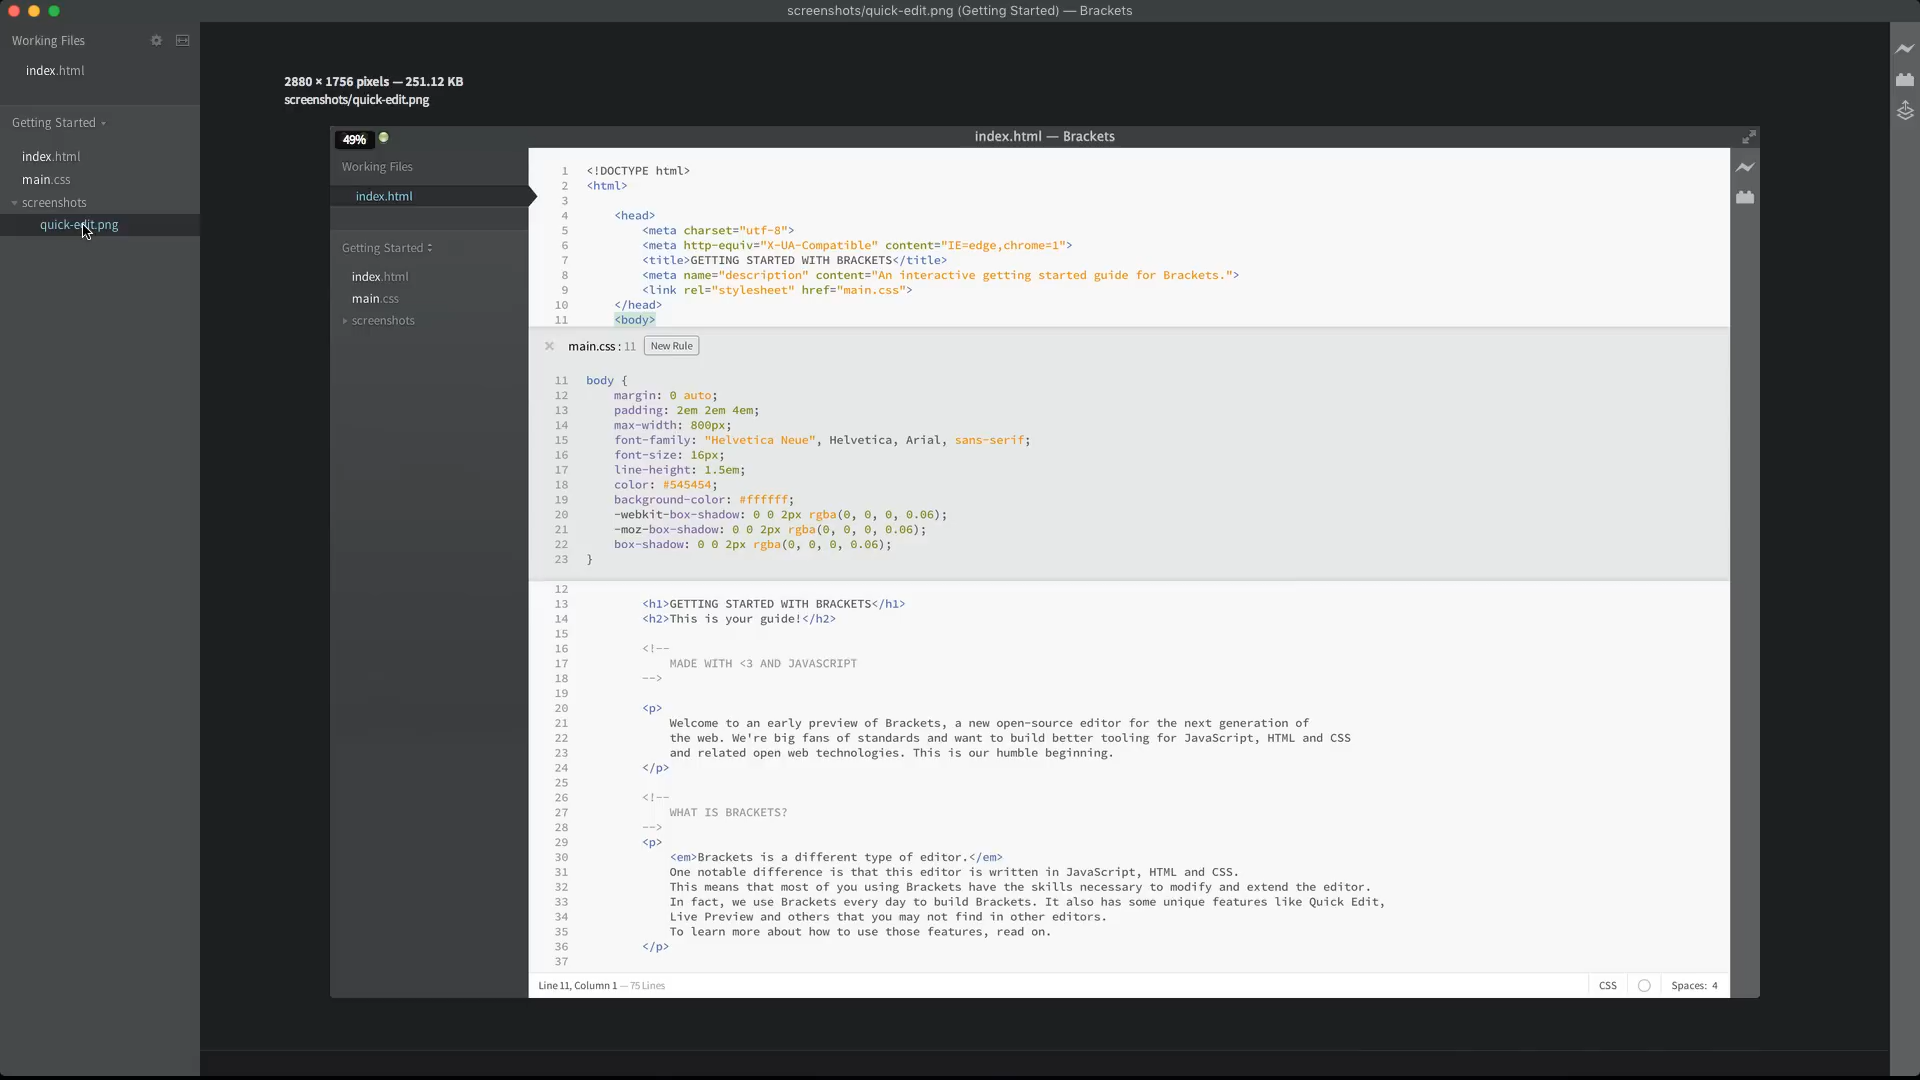 screenshots/quick-edit.png (Getting Started) — Brackets
Working Files
index.html
Getting Started
index.html
main.css
screenshots
quick-edit.png
2880 × 1756 pixels — 251.12 KB
screenshots/quick-edit.png
49%
index.html — Brackets
Working Files
index.html
Getting Started
index.html
main.css
screenshots
1 <!DOCTYPE html>
2 <html>
3
4 <head>
5 <meta charset="utf-8">
6 <meta http-equiv="X-UA-Compatible" content="IE=edge,chrome=1">
7 <title>GETTING STARTED WITH BRACKETS</title>
8 <meta name="description" content="An interactive getting started guide for Brackets.">
9 <link rel="stylesheet" href="main.css">
10 </head>
11 <body>
main.css : 11 New Rule
11 body {
12 margin: 0 auto;
13 padding: 2em 2em 4em;
14 max-width: 800px;
15 font-family: "Helvetica Neue", Helvetica, Arial, sans-serif;
16 font-size: 16px;
17 line-height: 1.5em;
18 color: #545454;
19 background-color: #ffffff;
20 -webkit-box-shadow: 0 0 2px rgba(0, 0, 0, 0.06);
21 -moz-box-shadow: 0 0 2px rgba(0, 0, 0, 0.06);
22 box-shadow: 0 0 2px rgba(0, 0, 0, 0.06);
23 }
12
13 <h1>GETTING STARTED WITH BRACKETS</h1>
14 <h2>This is your guide!</h2>
15
16 <!--
17 MADE WITH <3 AND JAVASCRIPT
18 -->
19
20 <p>
21 Welcome to an early preview of Brackets, a new open-source editor for the next generation of
22 the web. We're big fans of standards and want to build better tooling for JavaScript, HTML and CSS
23 and related open web technologies. This is our humble beginning.
24 </p>
25
26 <!--
27 WHAT IS BRACKETS?
28 -->
29 <p>
30 <em>Brackets is a different type of editor.</em>
31 One notable difference is that this editor is written in JavaScript, HTML and CSS.
32 This means that most of you using Brackets have the skills necessary to modify and extend the editor.
33 In fact, we use Brackets every day to build Brackets. It also has some unique features like Quick Edit,
34 Live Preview and others that you may not find in other editors.
35 To learn more about how to use those features, read on.
36 </p>
37
Line 11, Column 1 — 75 Lines
CSS
Spaces: 4